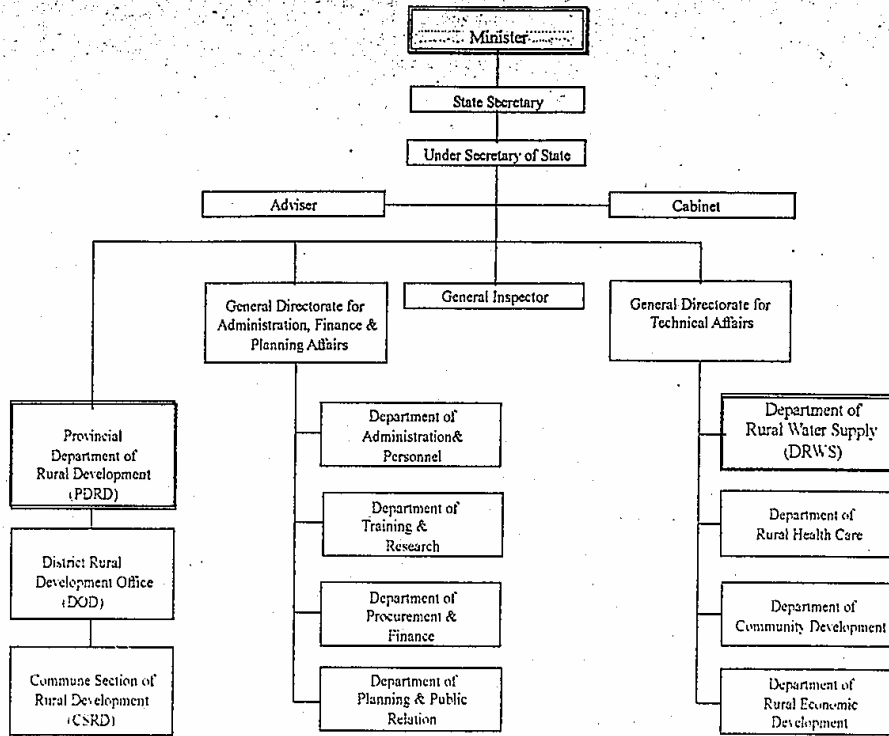 Minister
State Secretary
Under Secretary of State
Adviser
Cabinet
General Directorate for
Administration, Finance &
Planning Affairs
General Inspector
General Directorate for
Technical Affairs
Provincial
Department of
Rural Development
(PDRD)
District Rural
Development Office
(DOD)
Commune Section of
Rural Development
(CSRD)
Department of
Administration&
Personnel
Department of
Training &
Research
Department of
Procurement &
Finance
Department of
Planning & Public
Relation
Department of
Rural Water Supply
(DRWS)
Department of
Rural Health Care
Department of
Community Development
Department of
Rural Economic
Development